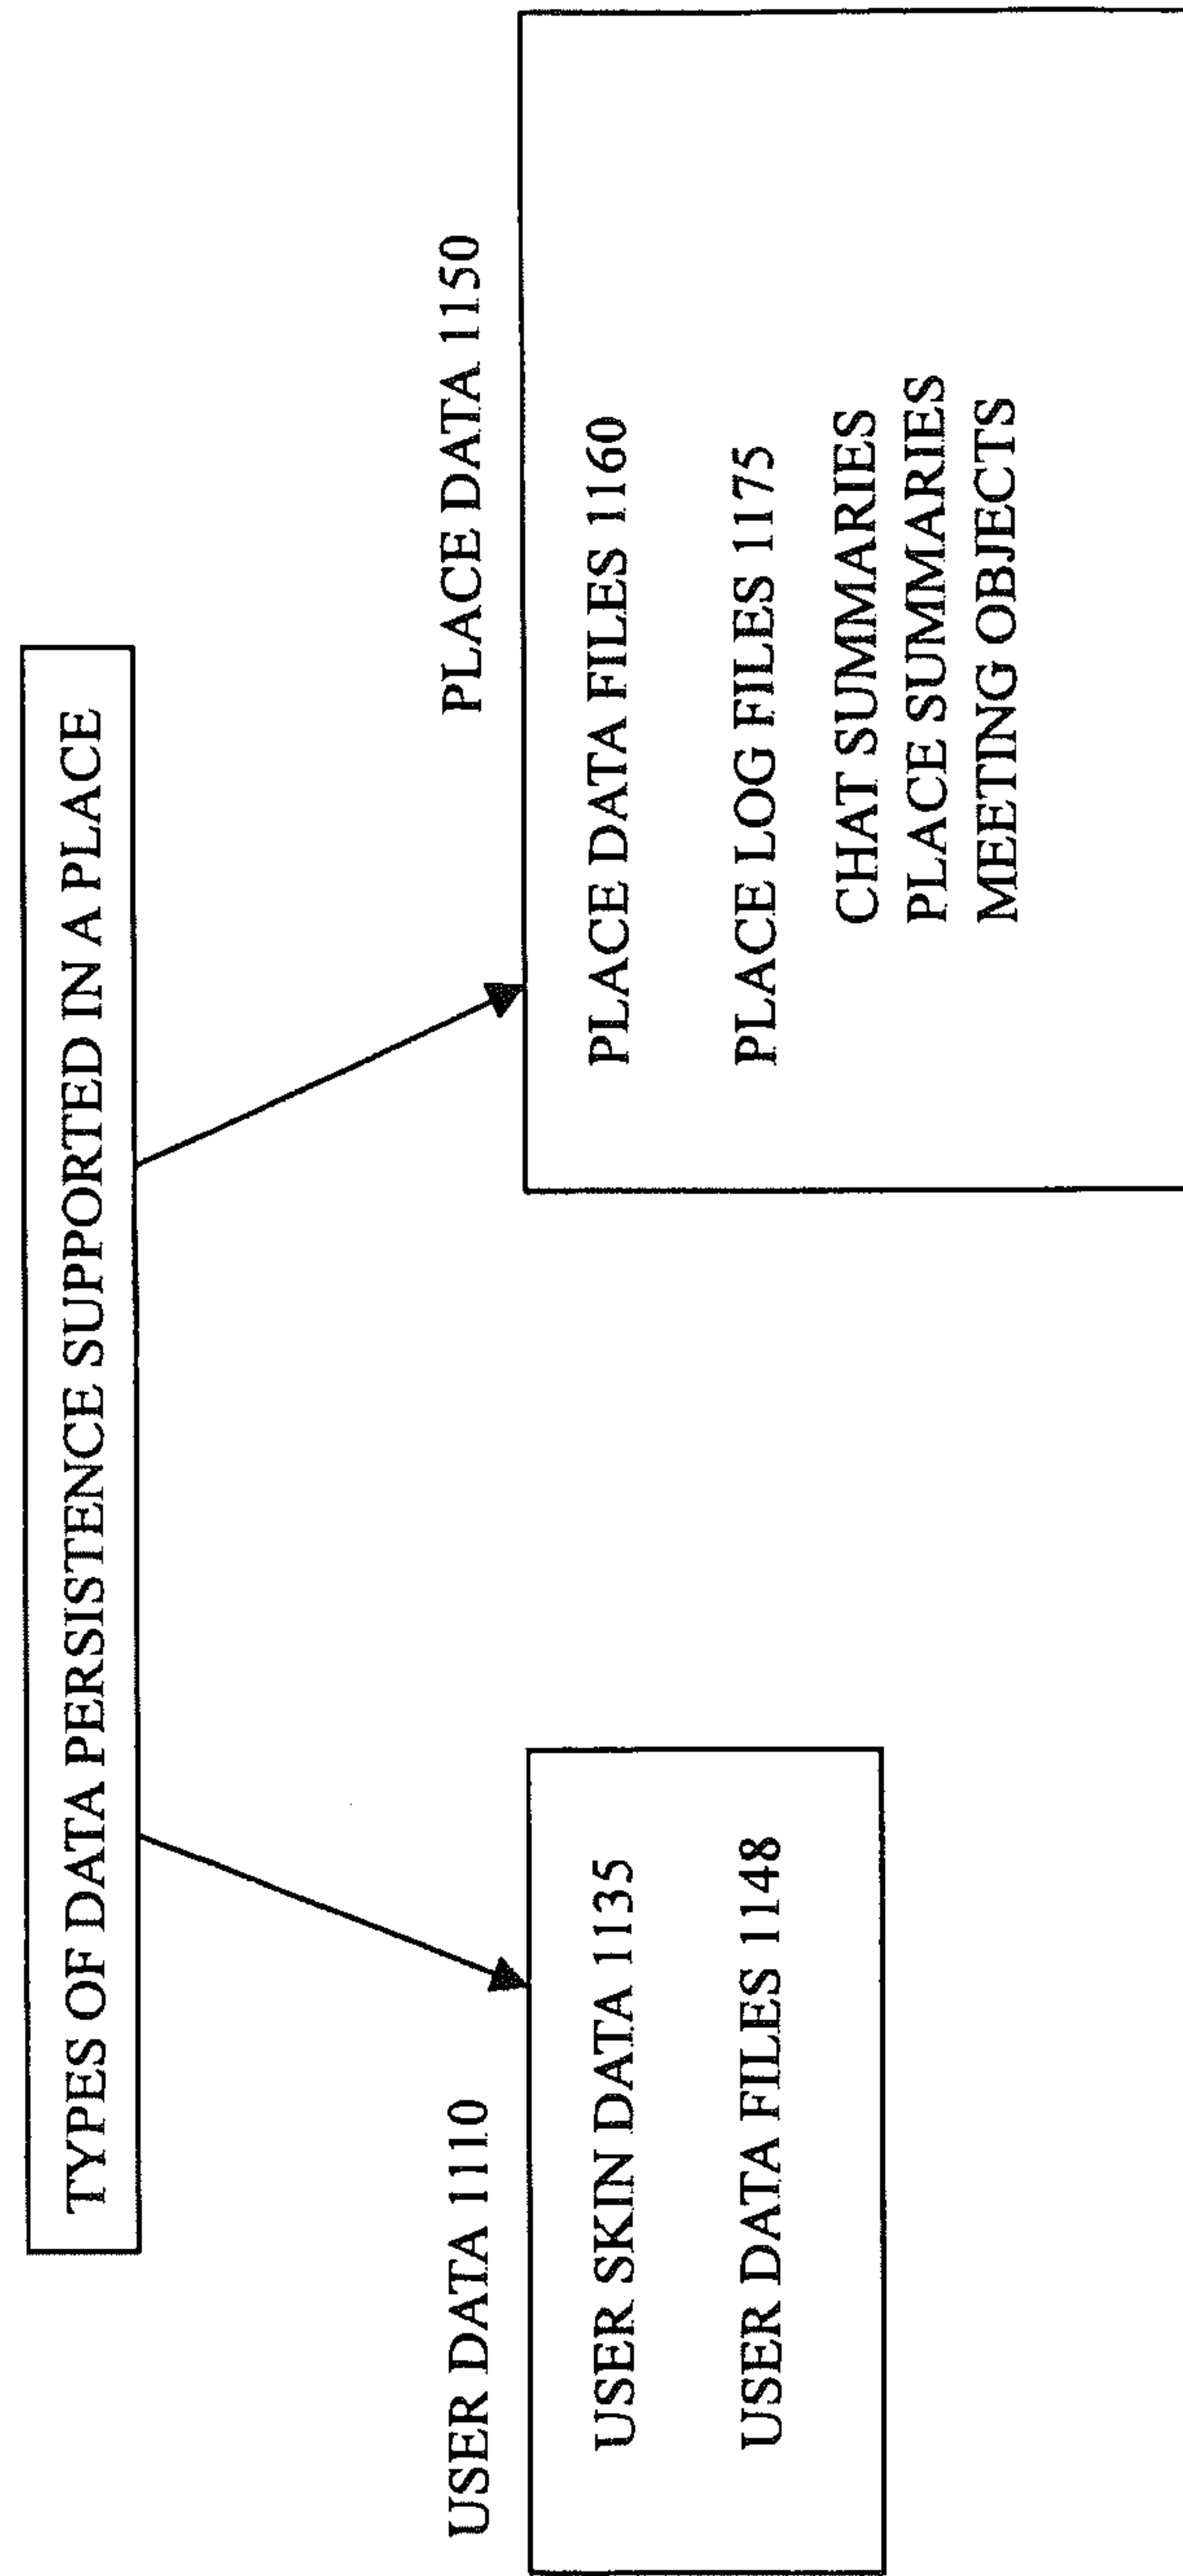 TYPES OF DATA PERSISTENCE SUPPORTED IN A PLACE
USER DATA 1110
USER SKIN DATA 1135
USER DATA FILES 1148
PLACE DATA 1150
PLACE DATA FILES 1160
PLACE LOG FILES 1175
CHAT SUMMARIES
PLACE SUMMARIES
MEETING OBJECTS